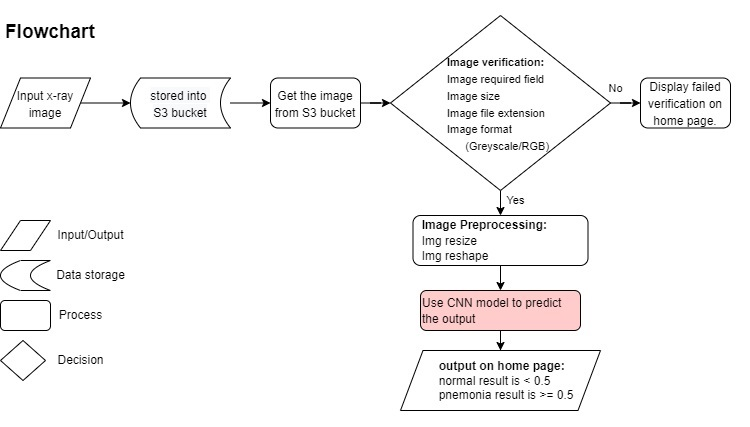 Flowchart
Input x-ray
image
stored into
S3 bucket
Get the image
from S3 bucket
Image verification:
Image required field
Image size
Image file extension
Image format
(Greyscale/RGB)
No
Display failed
verification on
home page.
Yes
Image Preprocessing:
Img resize
Img reshape
Use CNN model to predict
the output
output on home page:
normal result is < 0.5
pnemonia result is >= 0.5
Input/Output
Data storage
Process
Decision